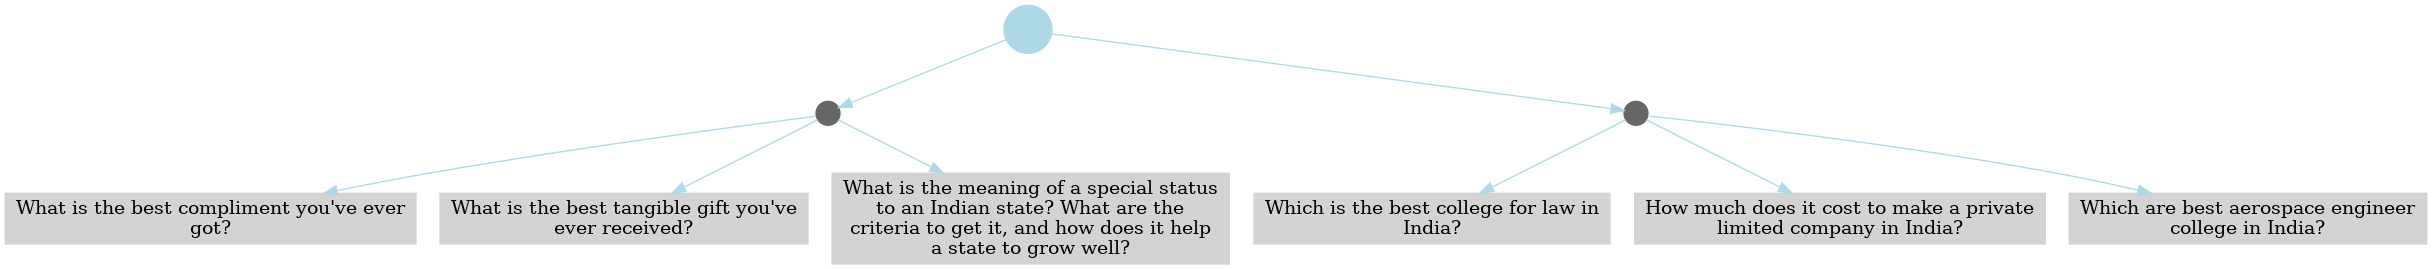 What is the best compliment you've ever
got?
What is the best tangible gift you've
ever received?
What is the meaning of a special status
to an Indian state? What are the
criteria to get it, and how does it help
a state to grow well?
Which is the best college for law in
India?
How much does it cost to make a private
limited company in India?
Which are best aerospace engineer
college in India?